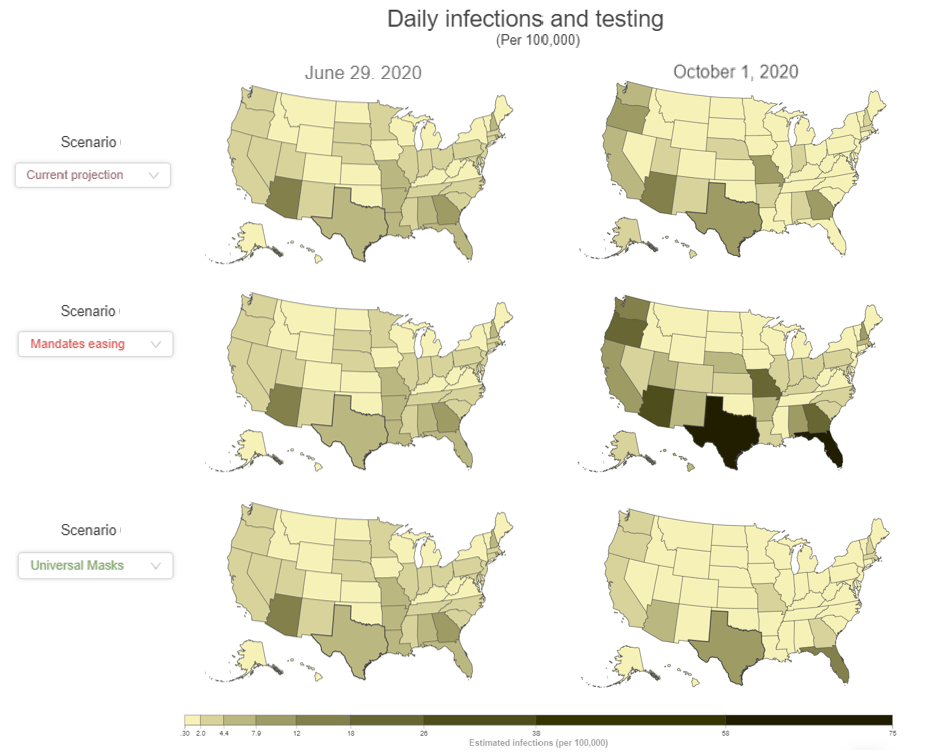 Daily infections and testing
(Per 100,000)
June 29. 2020
October 1, 2020
Scenario
Current projection
Scenario
Mandates easing
Scenario
Universal Masks
.30 2.0 4.4 7.9 12 18 26 38 58 75
Estimated infections (per 100,000)